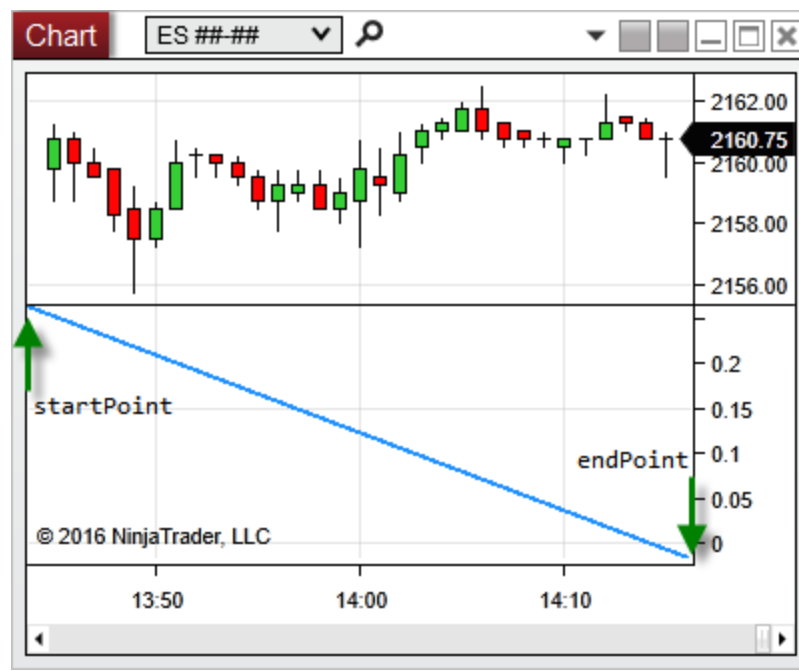 Chart
ES ##-##
2162.00
2160.75
2160.00
2158.00
2156.00
0.2
startPoint
0.15
endPoint
0.1
0.05
© 2016 NinjaTrader, LLC
0
13:50
14:00
14:10